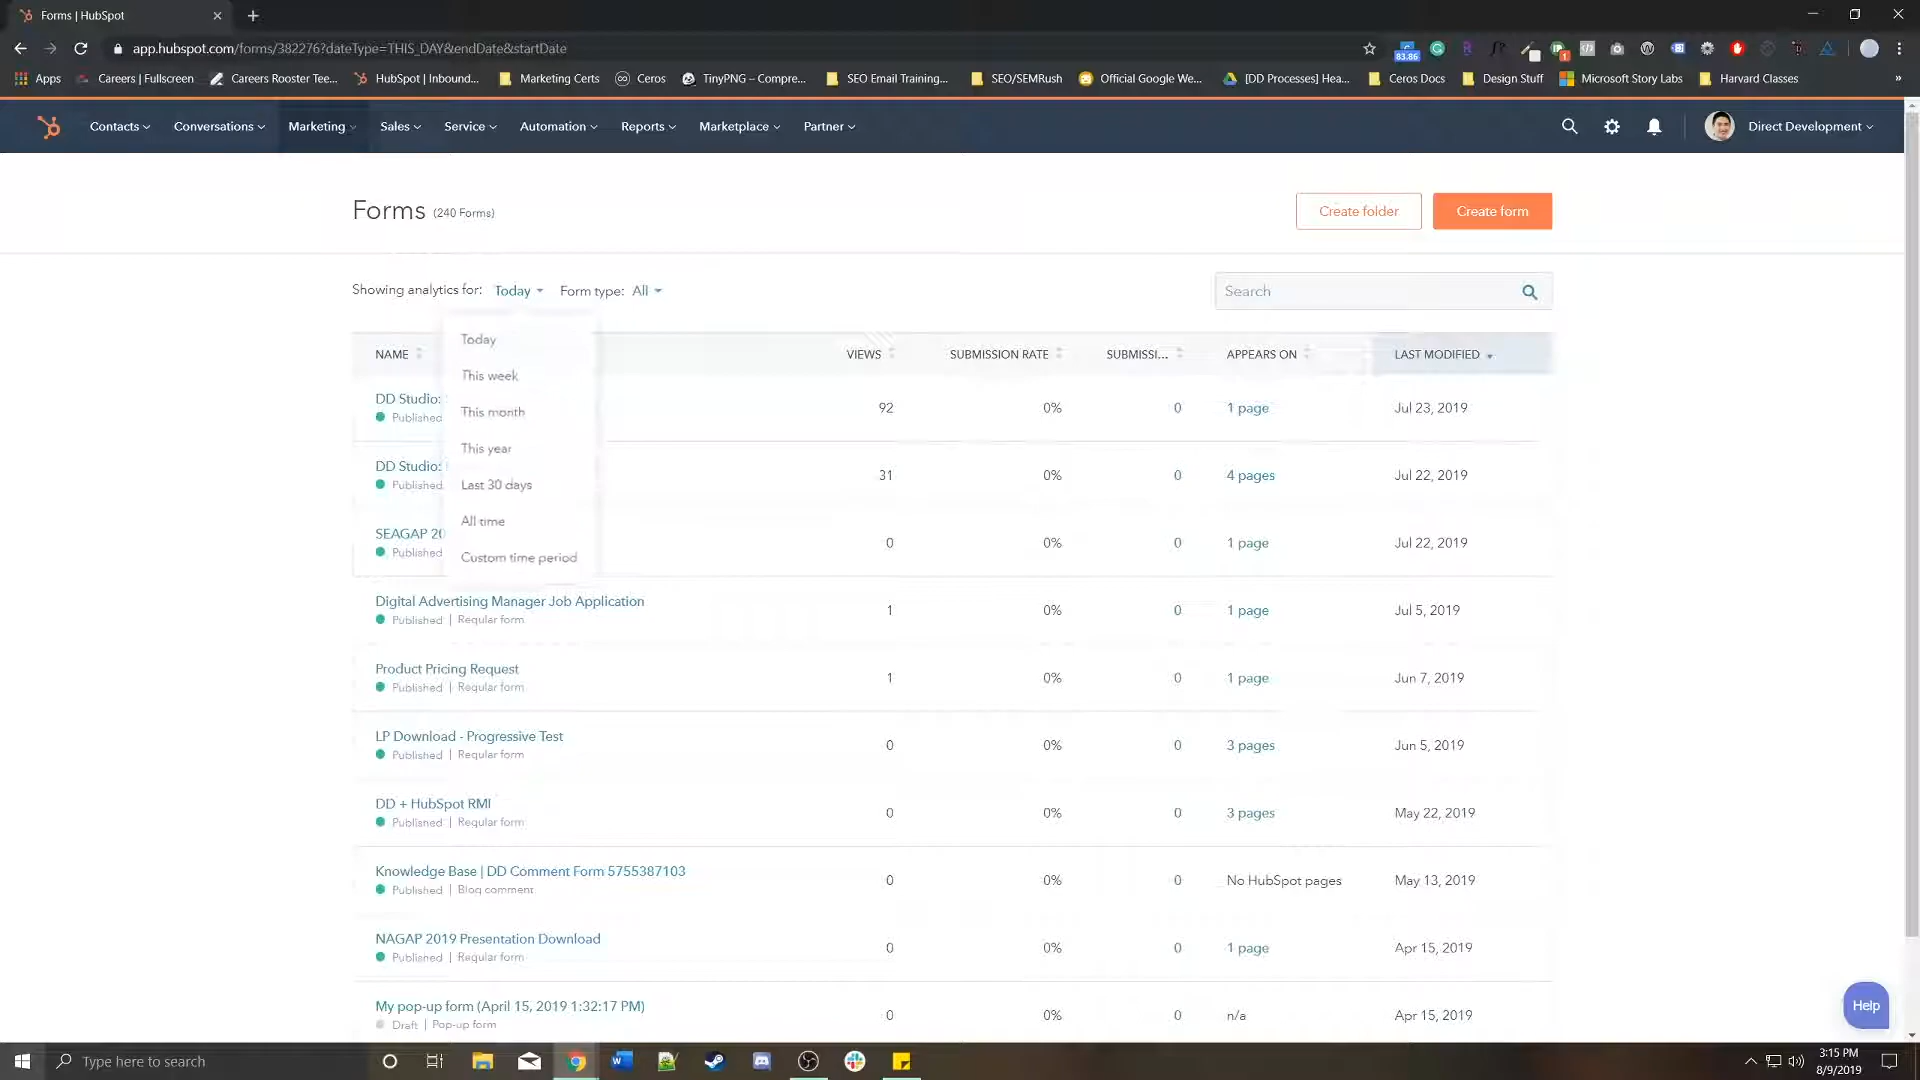 Forms | HubSpot
app.hubspot.com/forms/382276?dateType=THIS_DAY&endDate&startDate
83.86
1
Apps
Careers | Fullscreen
Careers Rooster Tee...
HubSpot | Inbound...
Marketing Certs
Ceros
TinyPNG – Compre...
SEO Email Training...
SEO/SEMRush
Official Google We...
[DD Processes] Hea...
Ceros Docs
Design Stuff
Microsoft Story Labs
Harvard Classes
»
Contacts
Conversations
Marketing
Sales
Service
Automation
Reports
Marketplace
Partner
Direct Development
Forms (240 Forms)
Create folder
Create form
Showing analytics for: Today Form type: All
Search
Today
This week
This month
This year
Last 30 days
All time
Custom time period
NAME VIEWS SUBMISSION RATE SUBMISSI... APPEARS ON LAST MODIFIED
DD Studio: 92 0% 0 1 page Jul 23, 2019
Published
DD Studio: 31 0% 0 4 pages Jul 22, 2019
Published
SEAGAP 20 0 0% 0 1 page Jul 22, 2019
Published
Digital Advertising Manager Job Application 1 0% 0 1 page Jul 5, 2019
Published | Regular form
Product Pricing Request 1 0% 0 1 page Jun 7, 2019
Published | Regular form
LP Download - Progressive Test 0 0% 0 3 pages Jun 5, 2019
Published | Regular form
DD + HubSpot RMI 0 0% 0 3 pages May 22, 2019
Published | Regular form
Knowledge Base | DD Comment Form 5755387103 0 0% 0 No HubSpot pages May 13, 2019
Published | Blog comment
NAGAP 2019 Presentation Download 0 0% 0 1 page Apr 15, 2019
Published | Regular form
My pop-up form (April 15, 2019 1:32:17 PM) 0 0% 0 n/a Apr 15, 2019
Draft | Pop-up form
Help
Type here to search
3:15 PM
8/9/2019